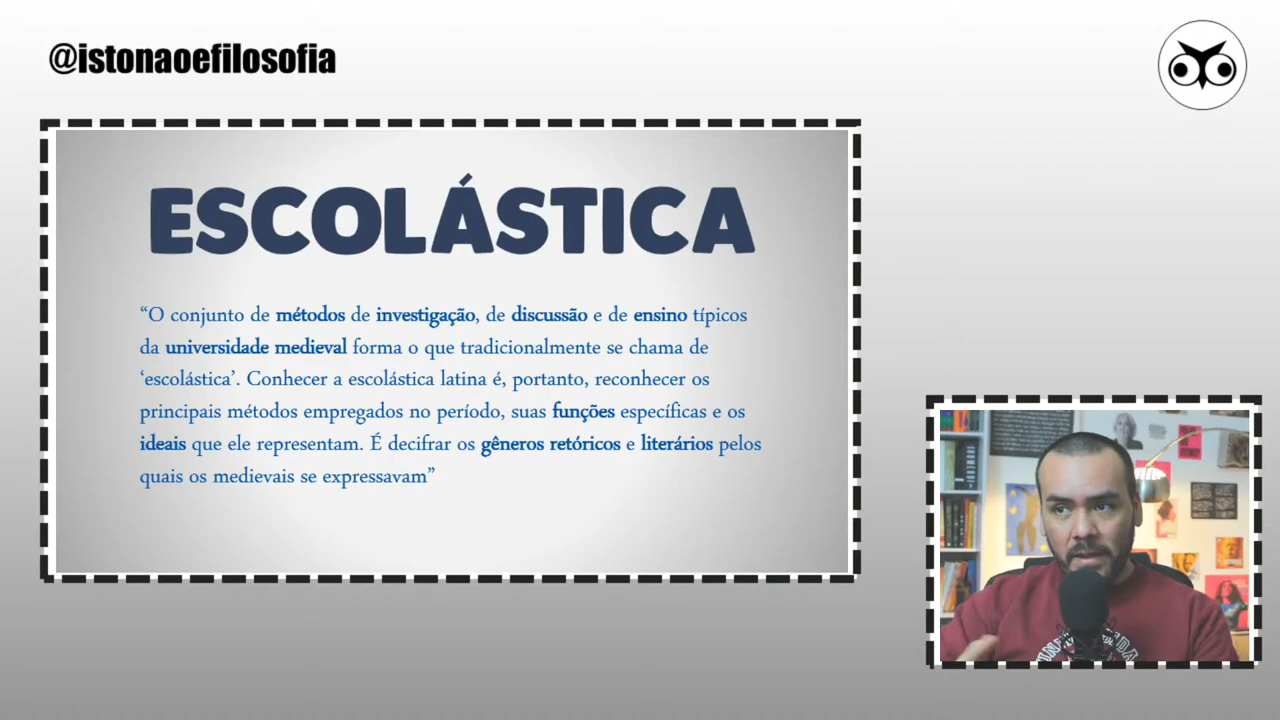 @istonaoefilosofia
ESCOLÁSTICA
“O conjunto de métodos de investigação, de discussão e de ensino típicos
da universidade medieval forma o que tradicionalmente se chama de
‘escolástica’. Conhecer a escolástica latina é, portanto, reconhecer os
principais métodos empregados no período, suas funções específicas e os
ideais que ele representam. É decifrar os gêneros retóricos e literários pelos
quais os medievais se expressavam”